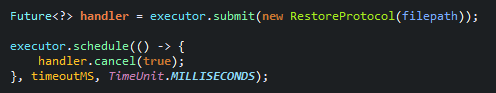 Future<?> handler = executor.submit(new RestoreProtocol(filepath));
executor.schedule(() -> {
handler.cancel(true);
}, timeoutMS, TimeUnit.MILLISECONDS);